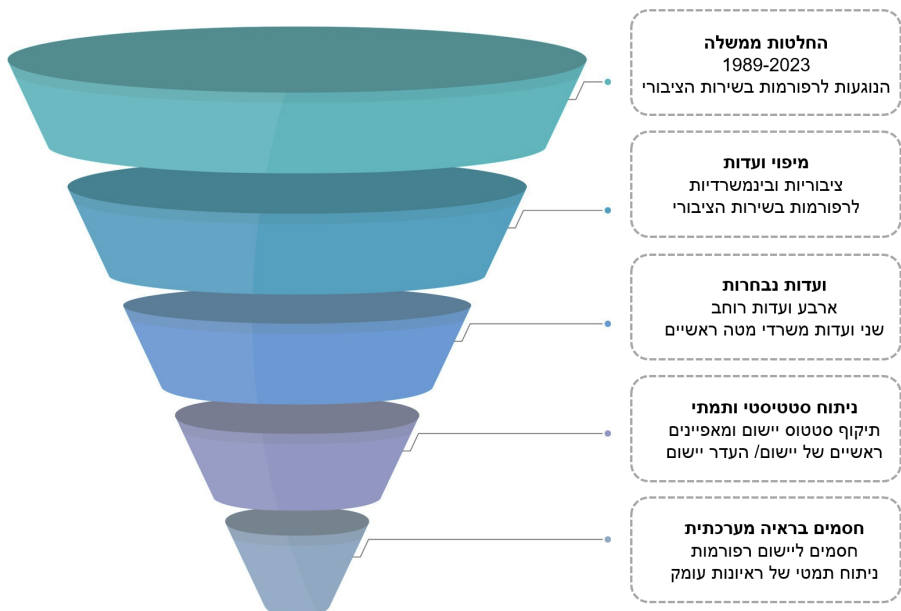 החלטות ממשלה
1989-2023
הנוגעות לרפורמות בשירות הציבורי
מיפוי ועדות
ציבוריות ובינמשרדיות
לרפורמות בשירות הציבורי
ועדות נבחרות
ארבע ועדות רוחב
שני ועדות משרדי מטה ראשיים
ניתוח סטטיסטי ותמתי
תיקוף סטטוס יישום ומאפיינים
ראשיים של יישום/ העדר יישום
חסמים בראיה מערכתית
חסמים ליישום רפורמות
ניתוח תמטי של ראיונות עומק